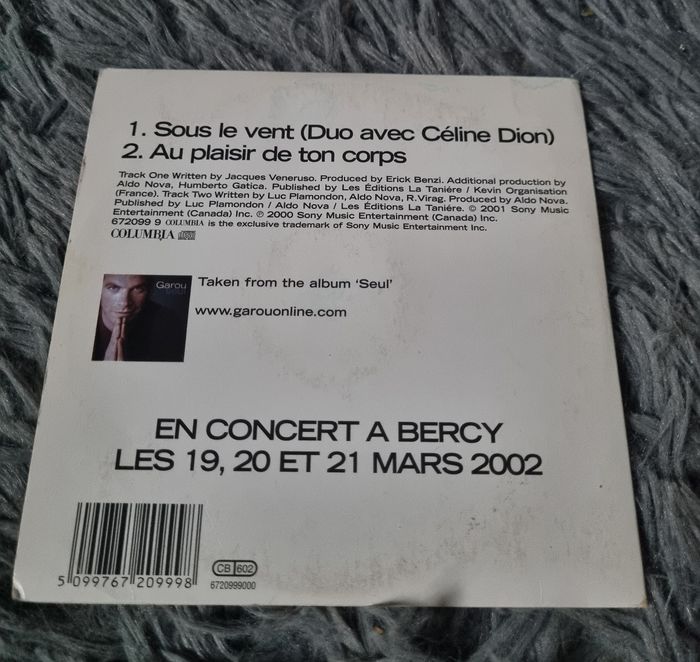 1. Sous le vent (Duo avec Céline Dion)
2. Au plaisir de ton corps
Track One Written by Jacques Veneruso. Produced by Erick Benzi. Additional production by
Aldo Nova, Humberto Gatica. Published by Les Éditions La Taniére / Kevin Organisation
(France). Track Two Written by Luc Plamondon, Aldo Nova, R.Virag. Produced by Aldo Nova.
Published by Luc Plamondon / Aldo Nova / Les Éditions La Taniére. © 2001 Sony Music
Entertainment (Canada) Inc. ℗ 2000 Sony Music Entertainment (Canada) Inc.
672099 9 COLUMBIA is the exclusive trademark of Sony Music Entertainment Inc.
COLUMBIA
Garou
Taken from the album 'Seul'
www.garouonline.com
EN CONCERT A BERCY
LES 19, 20 ET 21 MARS 2002
5 099767 209998
CB 602
6720999000